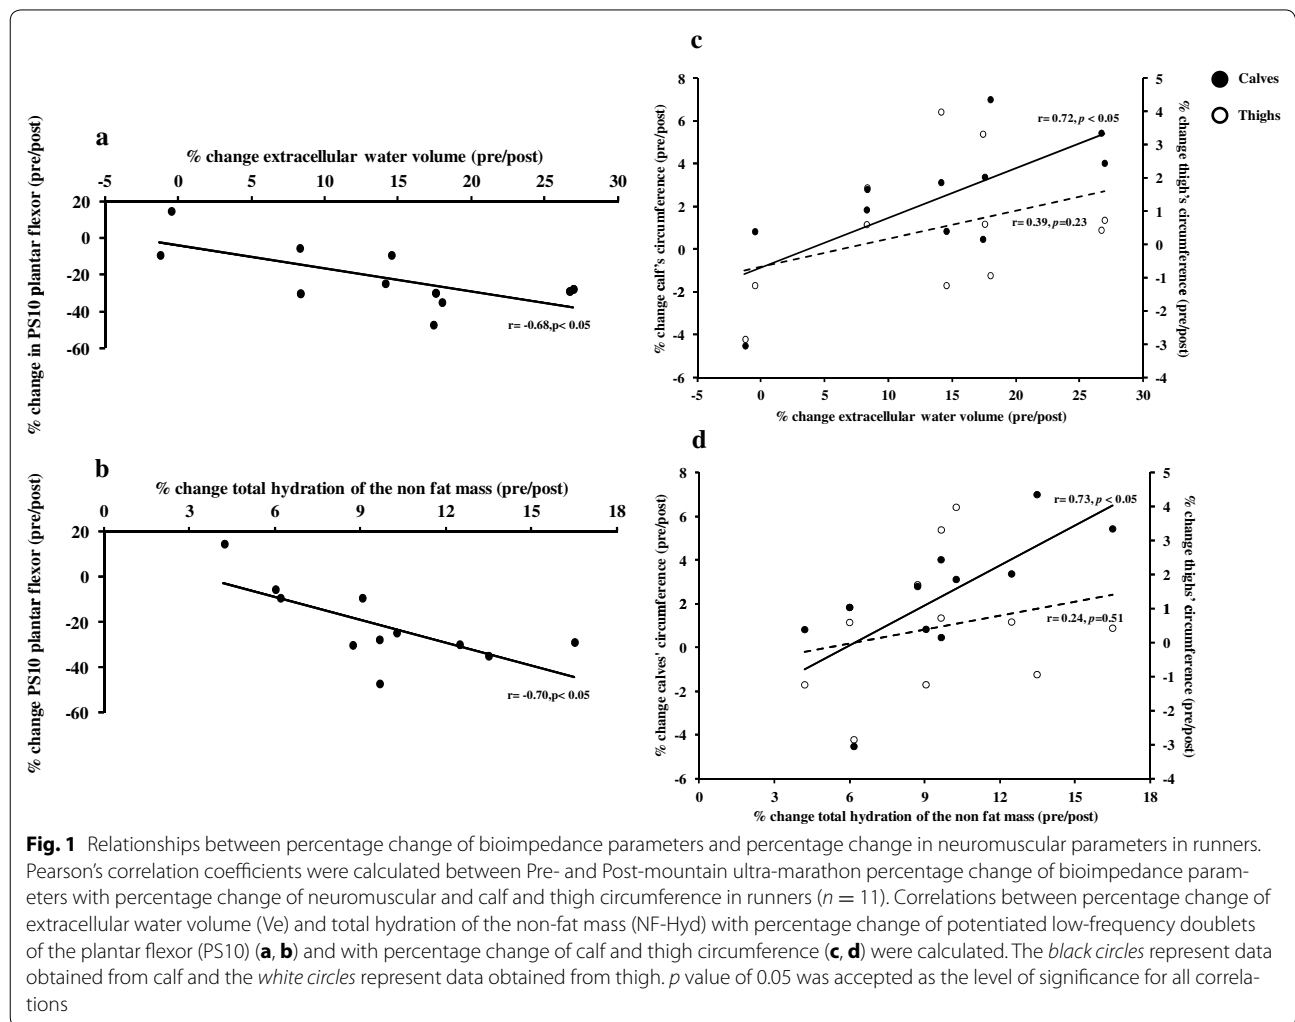 a
% change extracellular water volume (pre/post)
-5 0 5 10 15 20 25 30
20
0
-20
-40
-60
% change in PS10 plantar flexor (pre/post)
r= -0.68,p< 0.05
b
% change total hydration of the non fat mass (pre/post)
0 3 6 9 12 15 18
20
0
-20
-40
-60
% change PS10 plantar flexor (pre/post)
r= -0.70,p< 0.05
c
8
6
4
2
0
-2
-4
-6
% change calf's circumference (pre/post)
5
4
3
2
1
0
-1
-2
-3
-4
% change thigh's circumference (pre/post)
r= 0.72, p < 0.05
r= 0.39, p=0.23
-5 0 5 10 15 20 25 30
% change extracellular water volume (pre/post)
Calves
Thighs
d
8
6
4
2
0
-2
-4
-6
% change calves' circumference (pre/post)
5
4
3
2
1
0
-1
-2
-3
-4
% change thighs' circumference (pre/post)
r= 0.73, p < 0.05
r= 0.24, p=0.51
0 3 6 9 12 15 18
% change total hydration of the non fat mass (pre/post)
Fig. 1 Relationships between percentage change of bioimpedance parameters and percentage change in neuromuscular parameters in runners.
Pearson's correlation coefficients were calculated between Pre- and Post-mountain ultra-marathon percentage change of bioimpedance param-
eters with percentage change of neuromuscular and calf and thigh circumference in runners (n = 11). Correlations between percentage change of
extracellular water volume (Ve) and total hydration of the non-fat mass (NF-Hyd) with percentage change of potentiated low-frequency doublets
of the plantar flexor (PS10) (a, b) and with percentage change of calf and thigh circumference (c, d) were calculated. The black circles represent data
obtained from calf and the white circles represent data obtained from thigh. p value of 0.05 was accepted as the level of significance for all correla-
tions